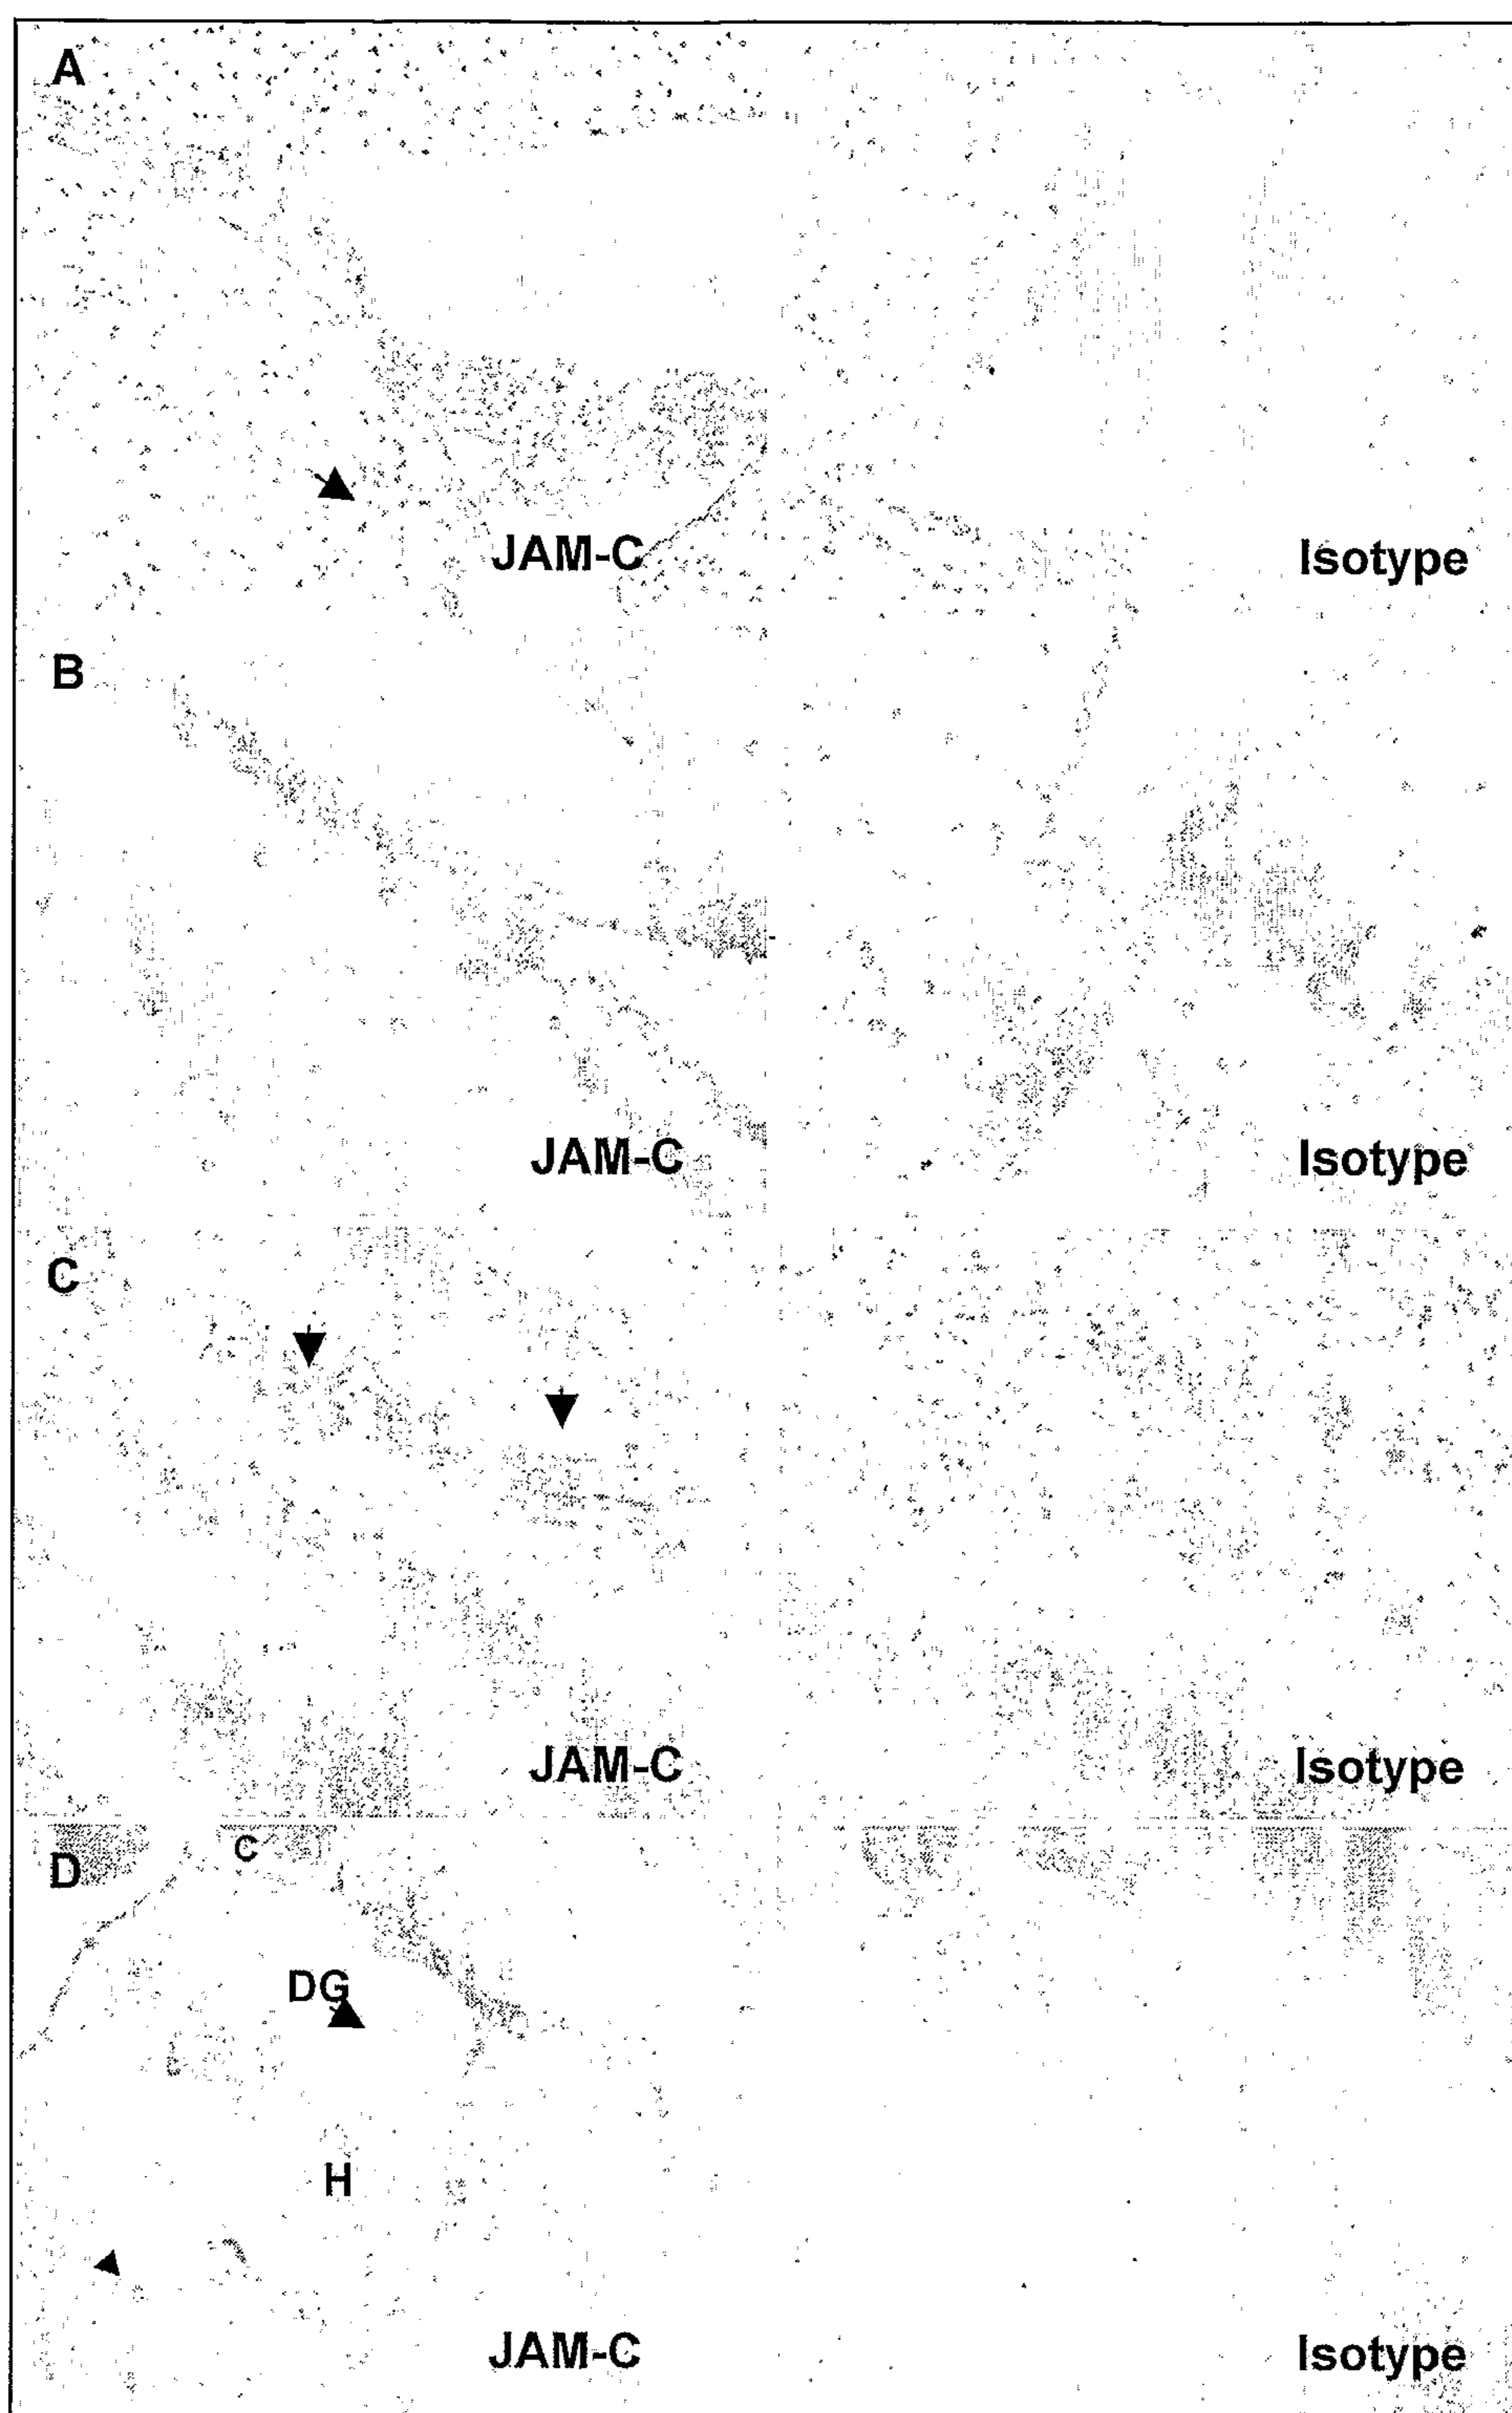 A
JAM-C
Isotype
B
JAM-C
Isotype
C
JAM-C
Isotype
D
C
DG
H
JAM-C
Isotype